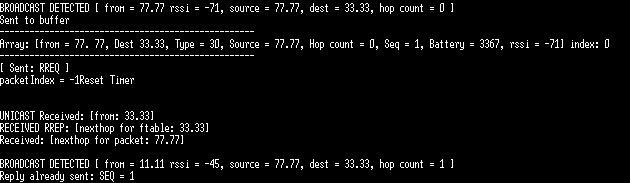 BROADCAST DETECTED [ from = 77.77 rssi = -71, source = 77.77, dest = 33.33, hop count = 0 ]
Sent to buffer
--------------------------------------------------
Array: [from = 77. 77, Dest 33.33, Type = 30, Source = 77.77, Hop count = 0, Seq = 1, Battery = 3367, rssi = -71] index: 0
--------------------------------------------------
[ Sent: RREQ ]
packetIndex = -1Reset Timer
UNICAST Received: [from: 33.33]
RECEIVED RREP: [nexthop for ftable: 33.33]
Received: [nexthop for packet: 77.77]
BROADCAST DETECTED [ from = 11.11 rssi = -45, source = 77.77, dest = 33.33, hop count = 1 ]
Reply already sent: SEQ = 1